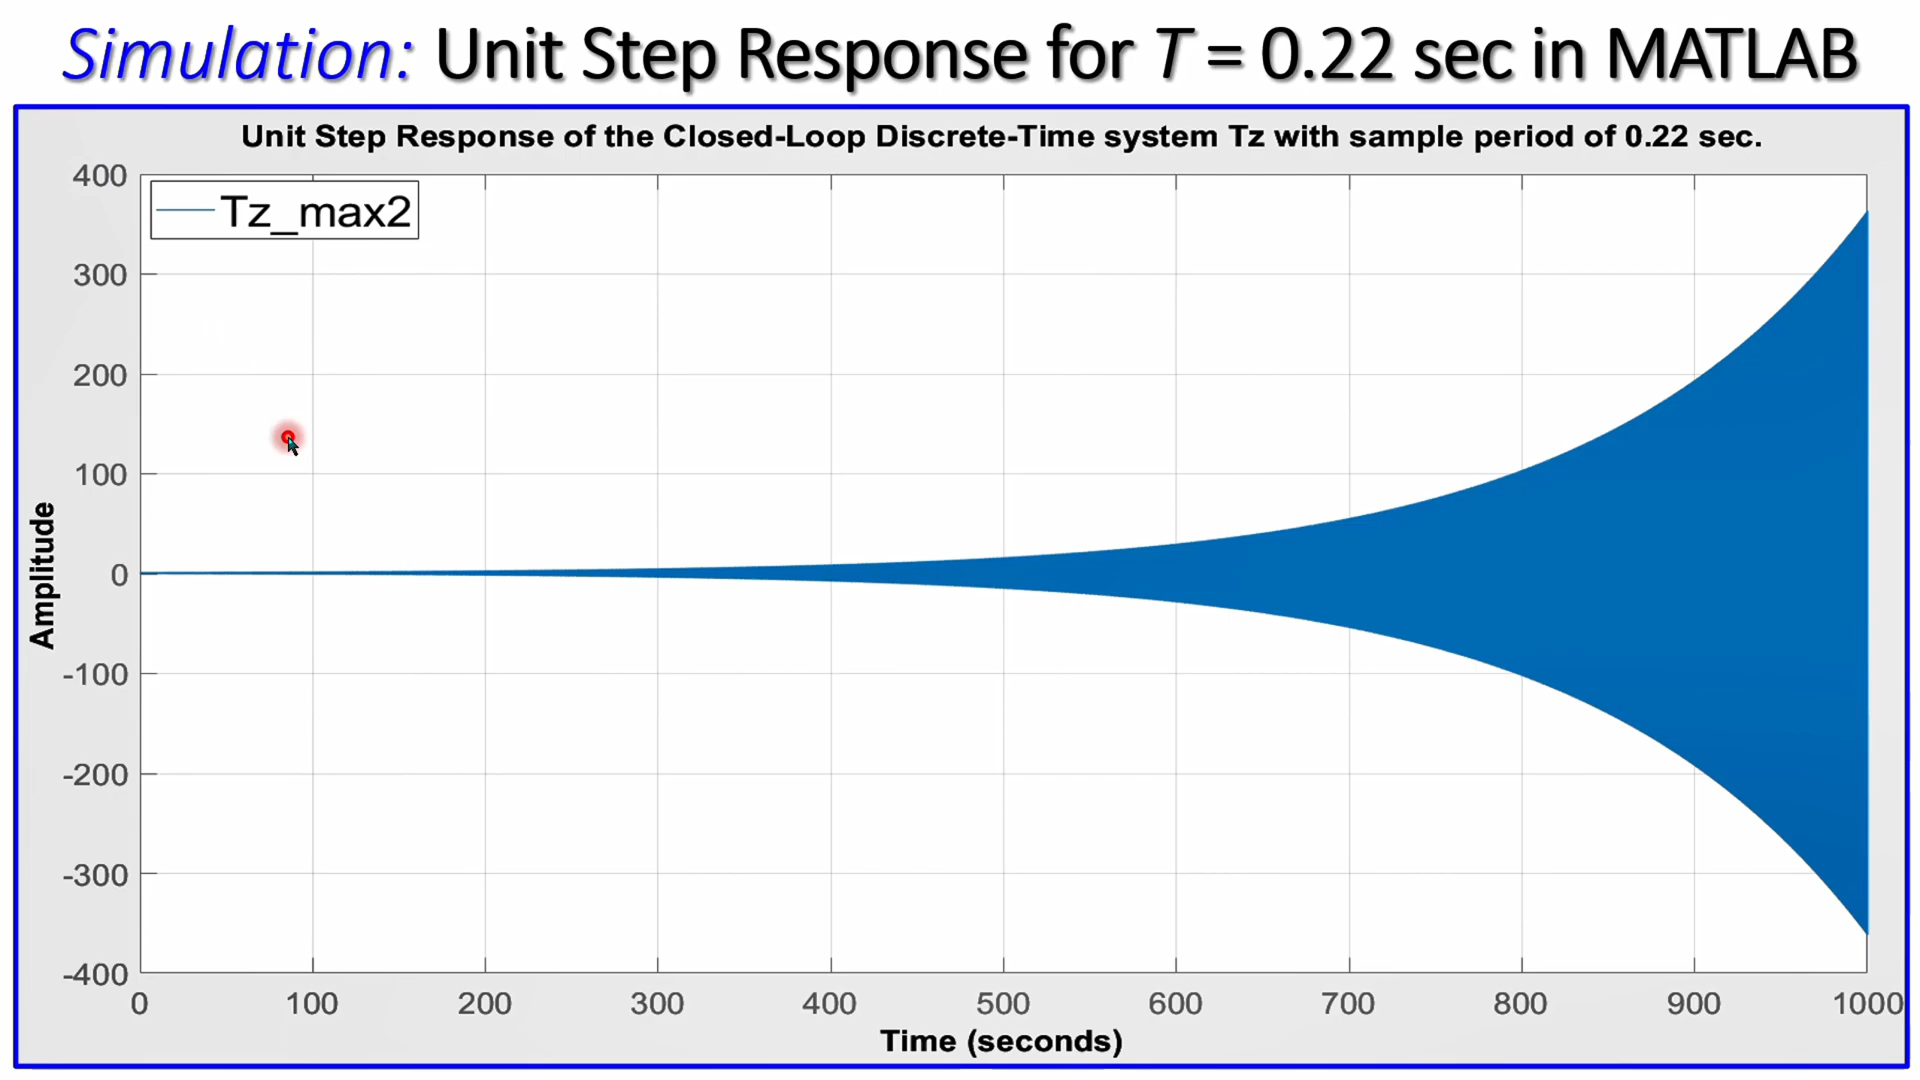 Simulation: Unit Step Response for T = 0.22 sec in MATLAB
Unit Step Response of the Closed-Loop Discrete-Time system Tz with sample period of 0.22 sec.
Tz_max2
400
300
200
100
0
-100
-200
-300
-400
Amplitude
0 100 200 300 400 500 600 700 800 900 1000
Time (seconds)